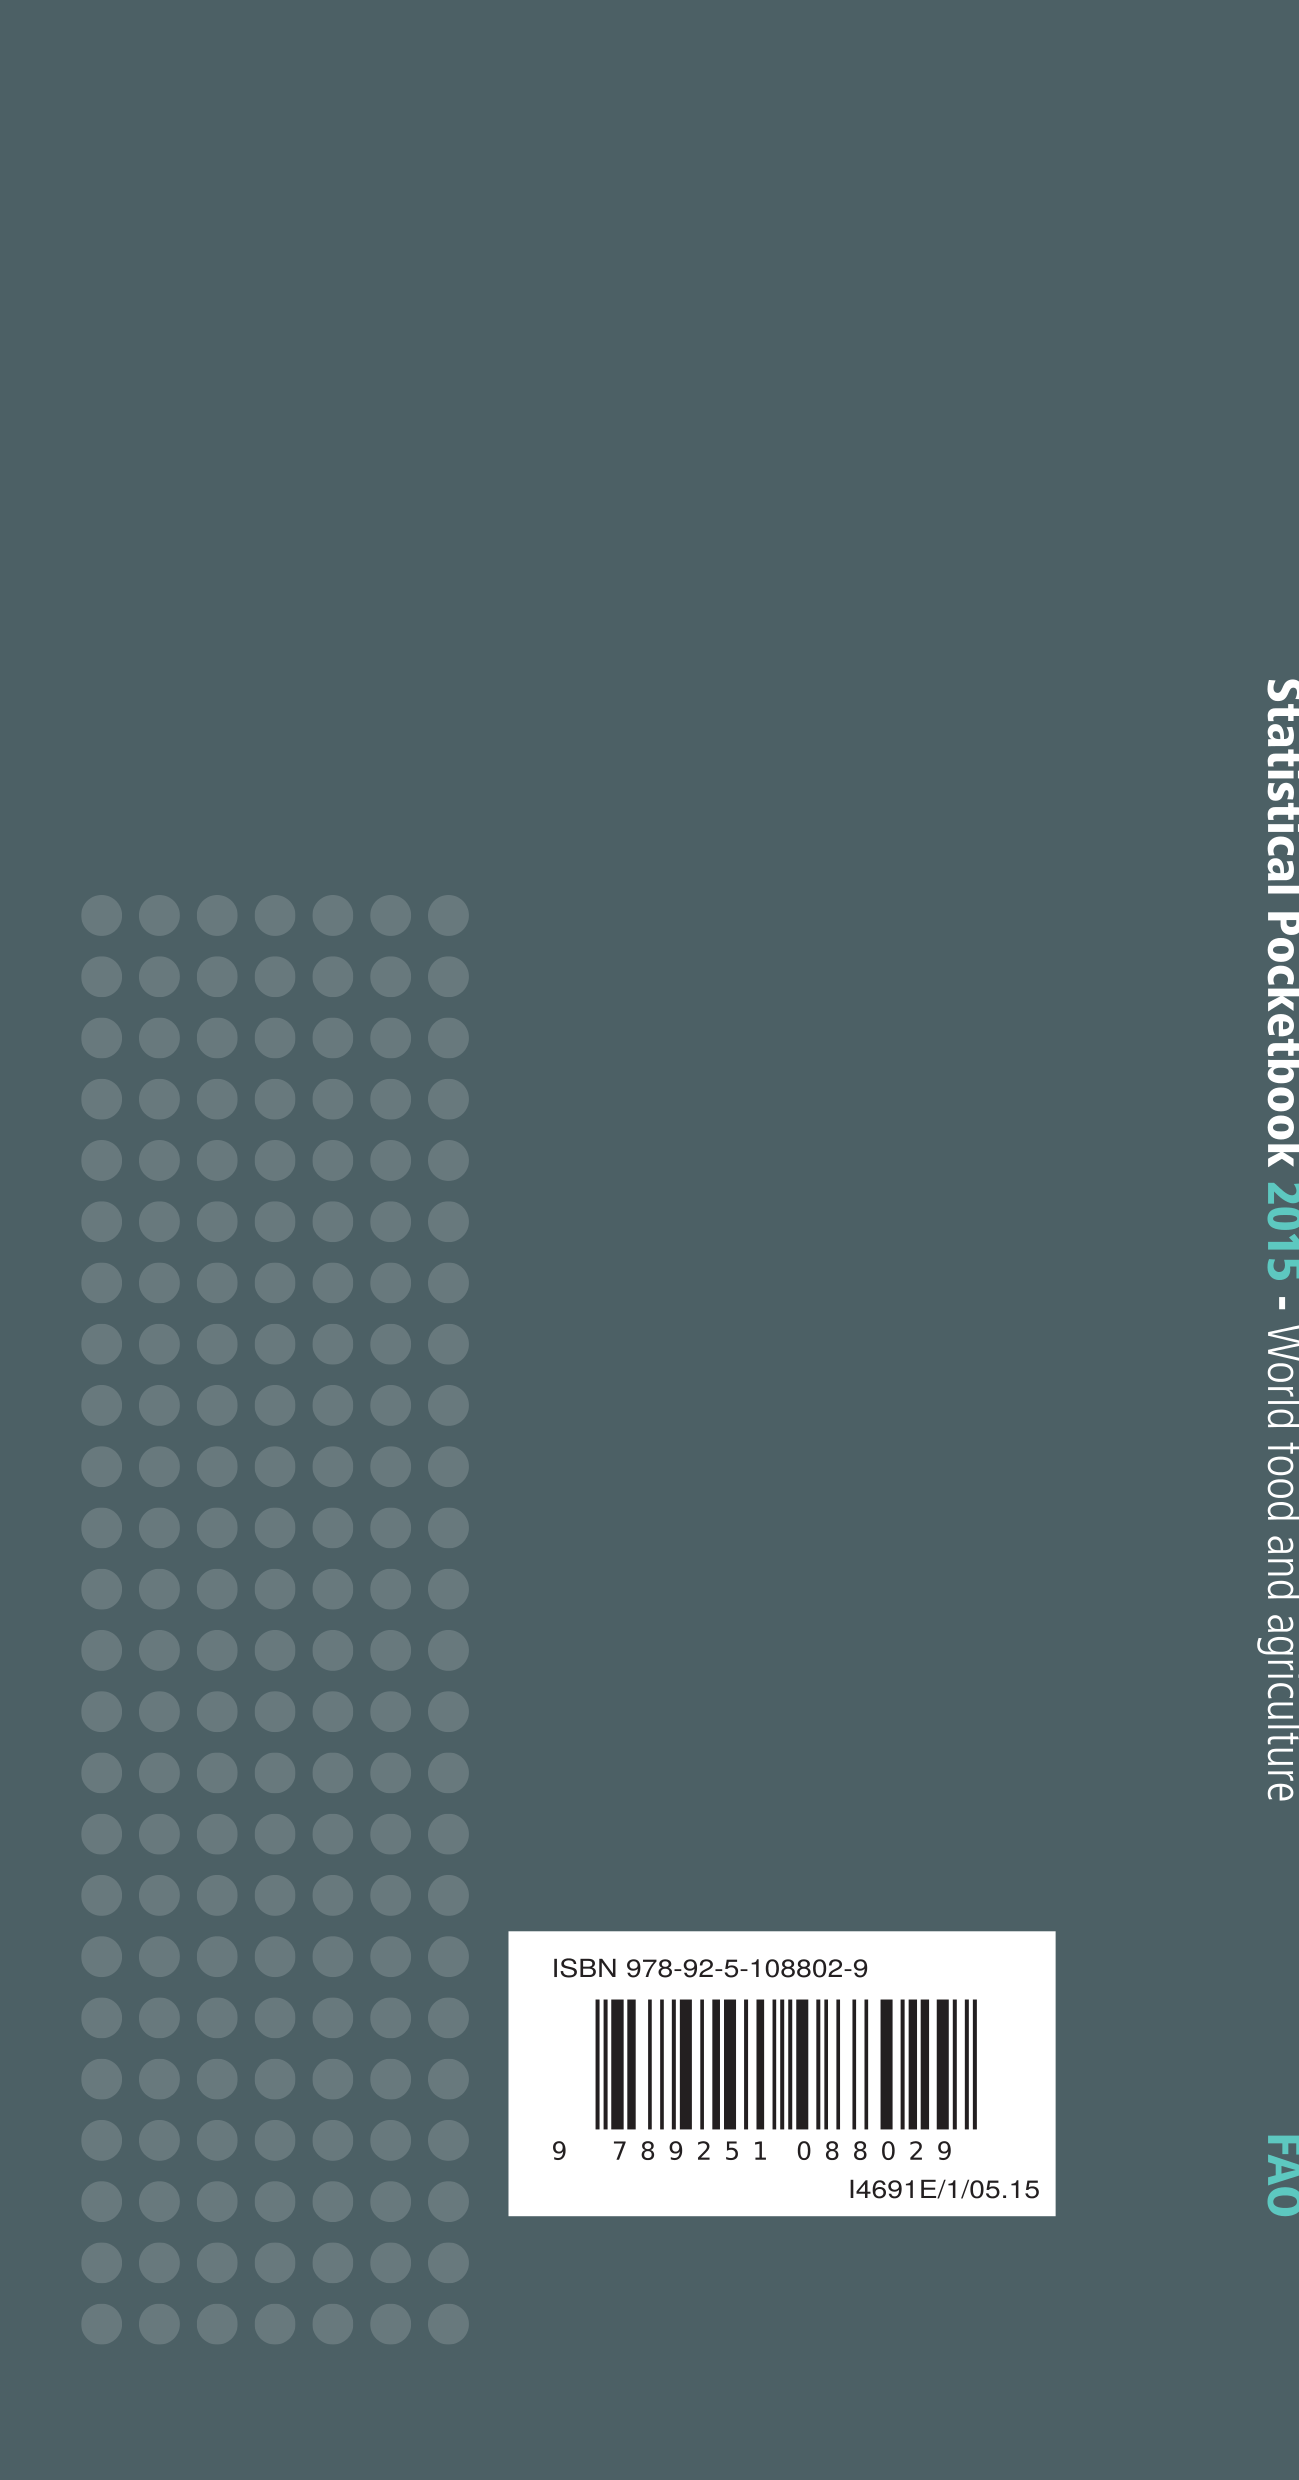 Statistical Pocketbook 2015 - World food and agriculture
FAO
ISBN 978-92-5-108802-9
9 789251 088029
I4691E/1/05.15